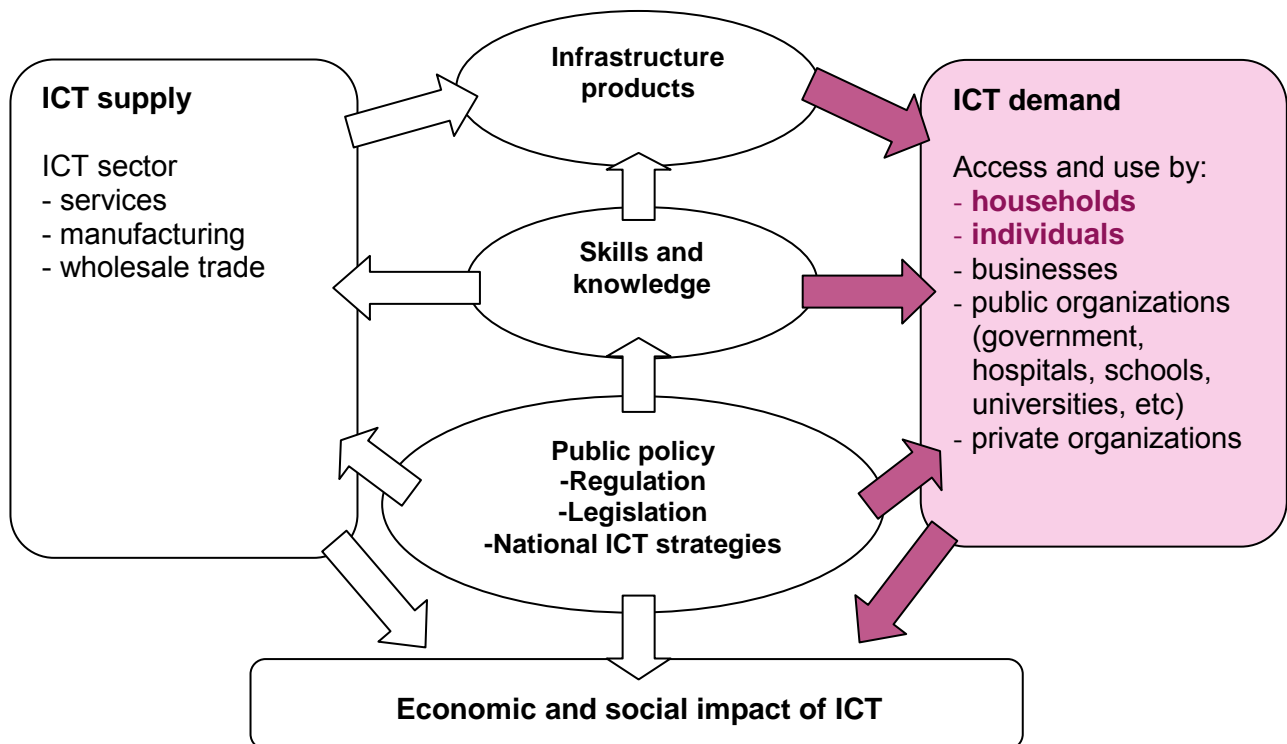 Infrastructure
products
ICT supply
ICT sector
- services
- manufacturing
- wholesale trade
Skills and
knowledge
Public policy
-Regulation
-Legislation
-National ICT strategies
ICT demand
Access and use by:
- households
- individuals
- businesses
- public organizations
(government,
hospitals, schools,
universities, etc)
- private organizations
Economic and social impact of ICT